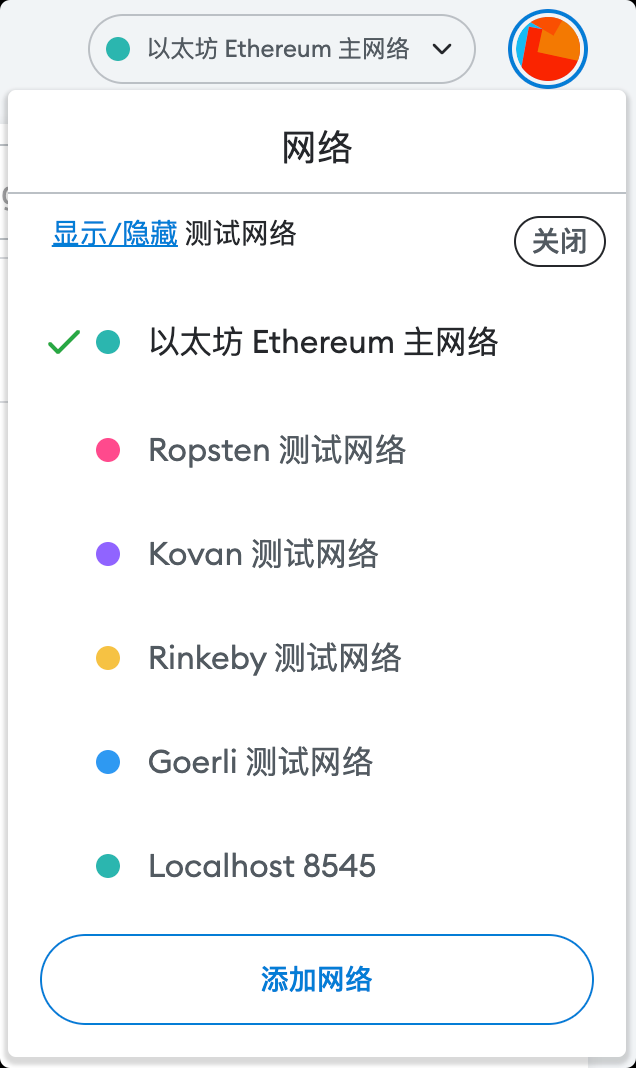 以太坊 Ethereum 主网络
网络
显示/隐藏 测试网络
关闭
以太坊 Ethereum 主网络
Ropsten 测试网络
Kovan 测试网络
Rinkeby 测试网络
Goerli 测试网络
Localhost 8545
添加网络